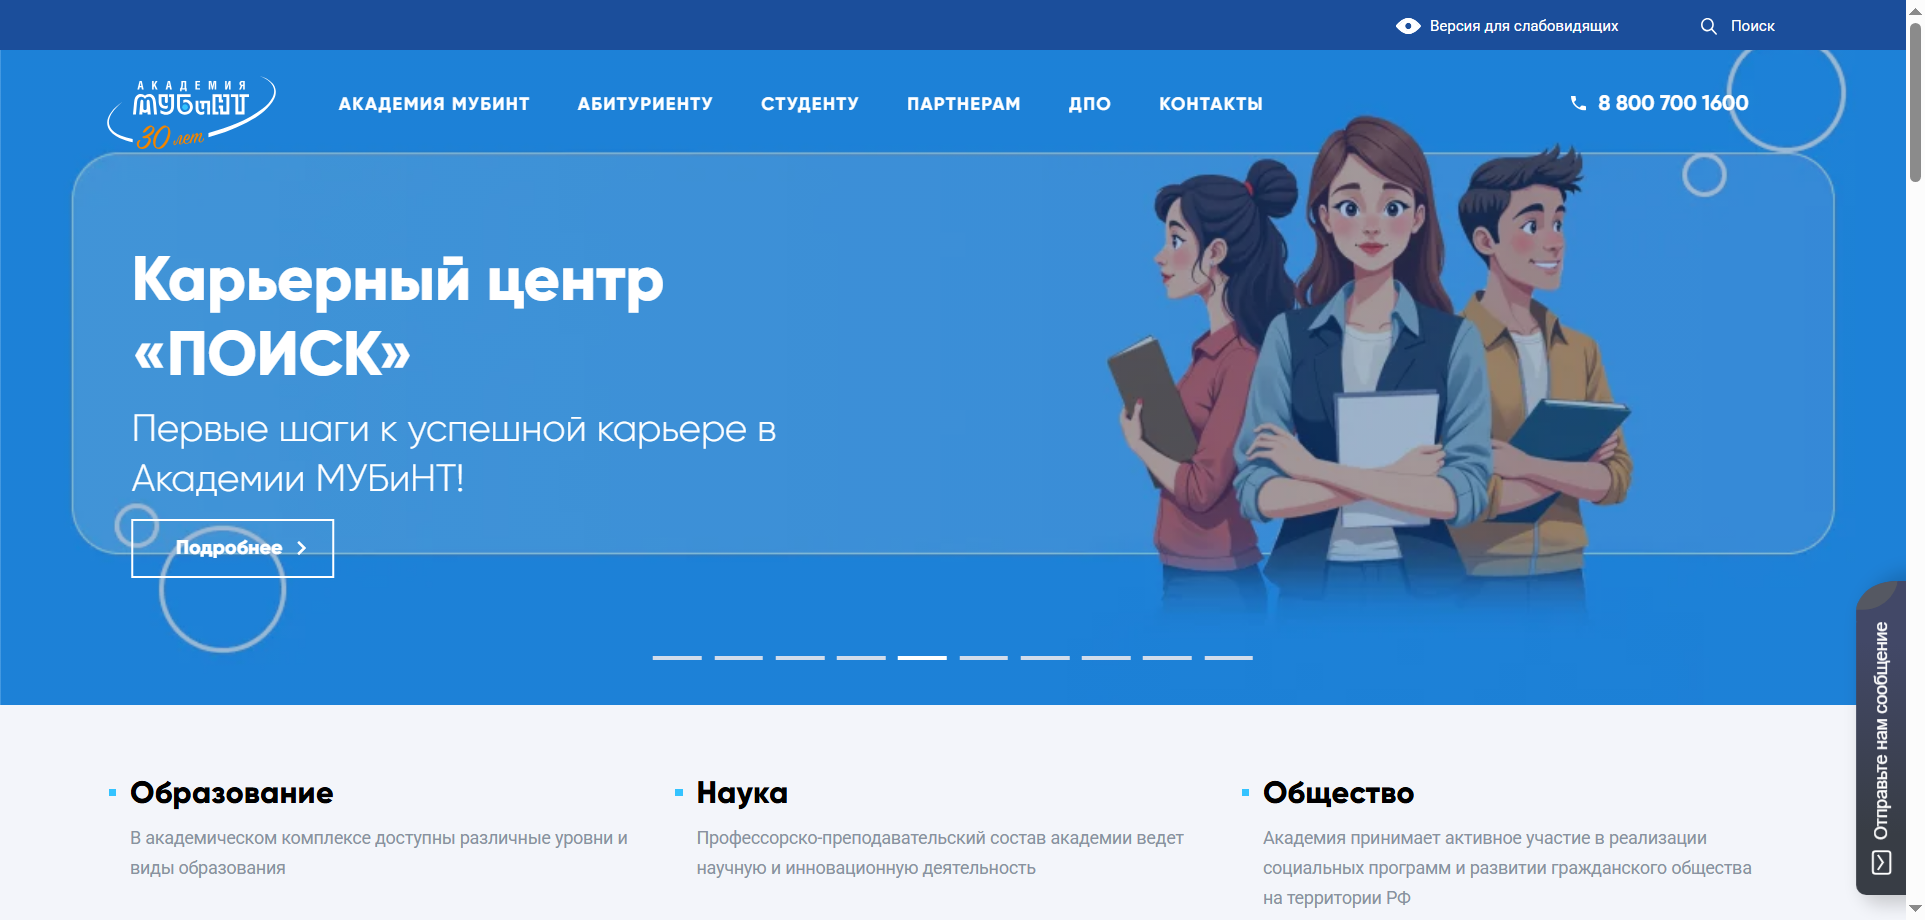 Версия для слабовидящих
Поиск
АКАДЕМИЯ
МУБиНТ
30 лет
АКАДЕМИЯ МУБИНТ
АБИТУРИЕНТУ
СТУДЕНТУ
ПАРТНЕРАМ
ДПО
КОНТАКТЫ
8 800 700 1600
Карьерный центр
«ПОИСК»
Первые шаги к успешной карьере в
Академии МУБиНТ!
Подробнее
Отправьте нам сообщение
Образование
В академическом комплексе доступны различные уровни и
виды образования
Наука
Профессорско-преподавательский состав академии ведет
научную и инновационную деятельность
Общество
Академия принимает активное участие в реализации
социальных программ и развитии гражданского общества
на территории РФ